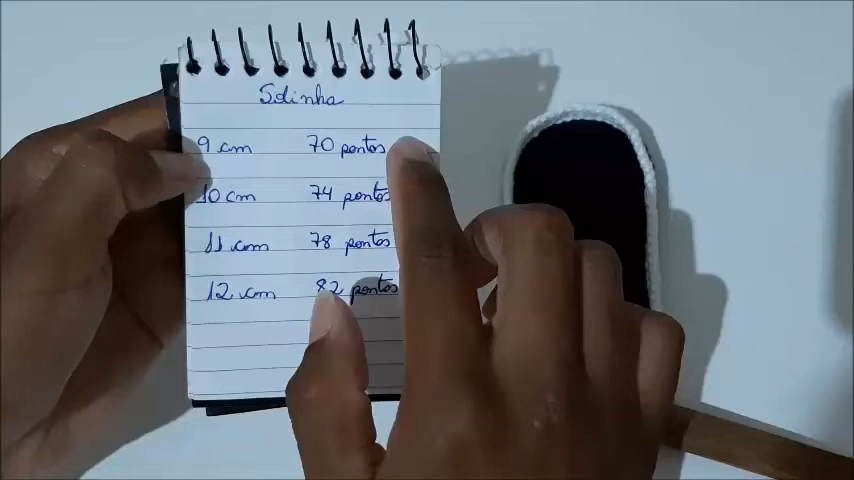 Solinha
9 cm 70 pontos
10 cm 74 pontos
11 cm 78 pontos
12 cm 82 pontos